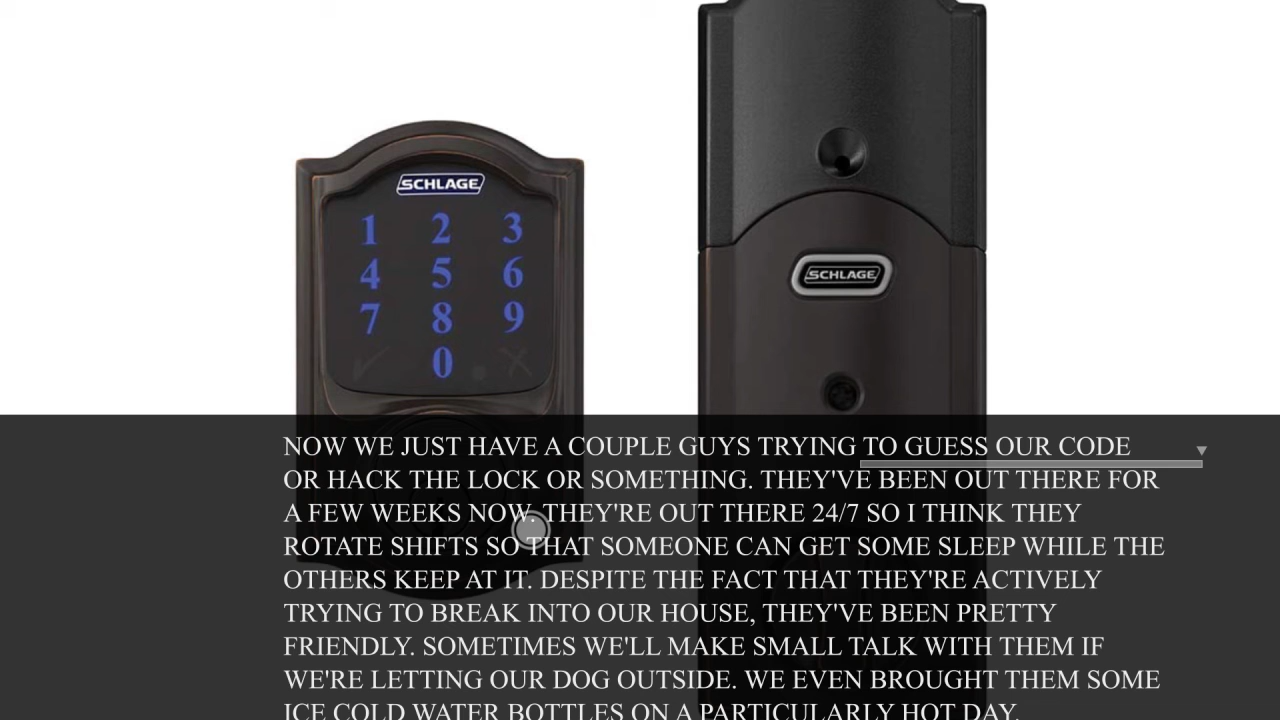 SCHLAGE
1 2 3
4 5 6
7 8 9
0
SCHLAGE
NOW WE JUST HAVE A COUPLE GUYS TRYING TO GUESS OUR CODE
OR HACK THE LOCK OR SOMETHING. THEY'VE BEEN OUT THERE FOR
A FEW WEEKS NOW. THEY'RE OUT THERE 24/7 SO I THINK THEY
ROTATE SHIFTS SO THAT SOMEONE CAN GET SOME SLEEP WHILE THE
OTHERS KEEP AT IT. DESPITE THE FACT THAT THEY'RE ACTIVELY
TRYING TO BREAK INTO OUR HOUSE, THEY'VE BEEN PRETTY
FRIENDLY. SOMETIMES WE'LL MAKE SMALL TALK WITH THEM IF
WE'RE LETTING OUR DOG OUTSIDE. WE EVEN BROUGHT THEM SOME
ICE COLD WATER BOTTLES ON A PARTICULARLY HOT DAY.